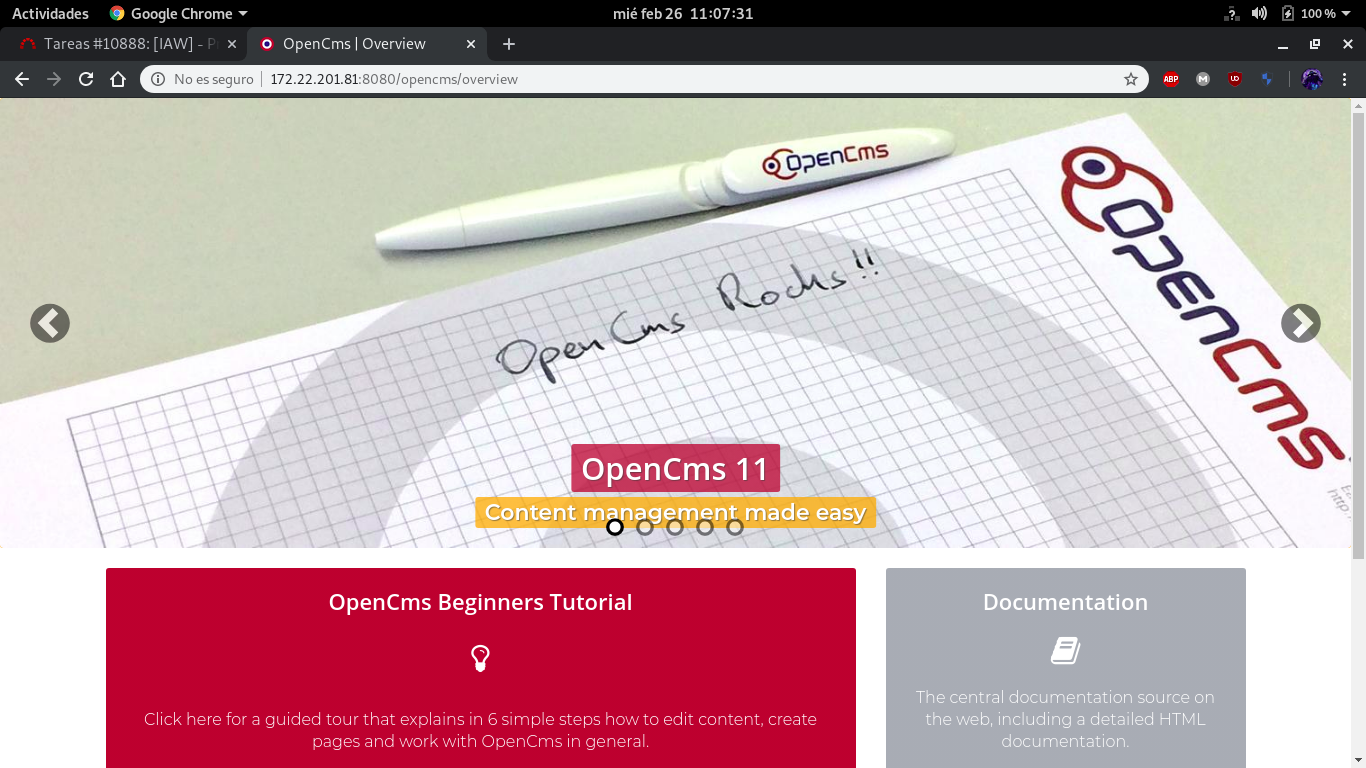 Actividades Google Chrome mié feb 26 11:07:31 100 %
Tareas #10888: [IAW] - P
OpenCms | Overview
No es seguro 172.22.201.81:8080/opencms/overview
ABP
M
OPENCMS
OPENCMS
OpenCms Rocks!!
OpenCms 11
Content management made easy
OpenCms Beginners Tutorial
Click here for a guided tour that explains in 6 simple steps how to edit content, create
pages and work with OpenCms in general.
Documentation
The central documentation source on
the web, including a detailed HTML
documentation.